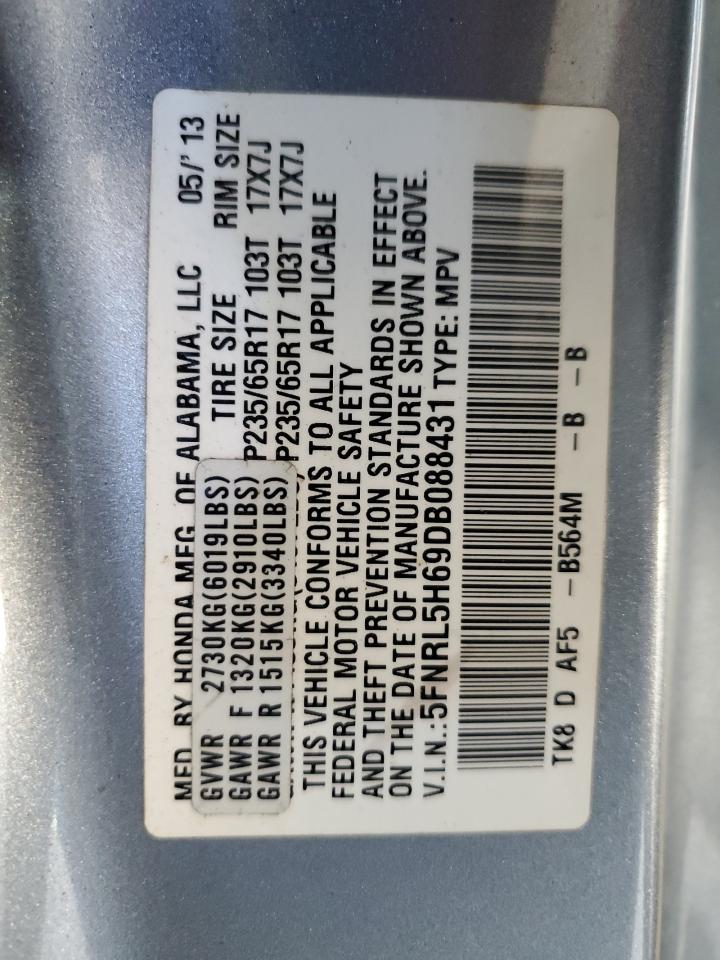 MFD BY HONDA MFG OF ALABAMA, LLC 05/'13
GVWR 2730KG(6019LBS) TIRE SIZE RIM SIZE
GAWR F 1320KG(2910LBS) P235/65R17 103T 17X7J
GAWR R 1515KG(3340LBS) P235/65R17 103T 17X7J
THIS VEHICLE CONFORMS TO ALL APPLICABLE
FEDERAL MOTOR VEHICLE SAFETY
AND THEFT PREVENTION STANDARDS IN EFFECT
ON THE DATE OF MANUFACTURE SHOWN ABOVE.
V.I.N.:5FNRL5H69DB088431 TYPE: MPV
TK8 D AF5 -B564M -B -B